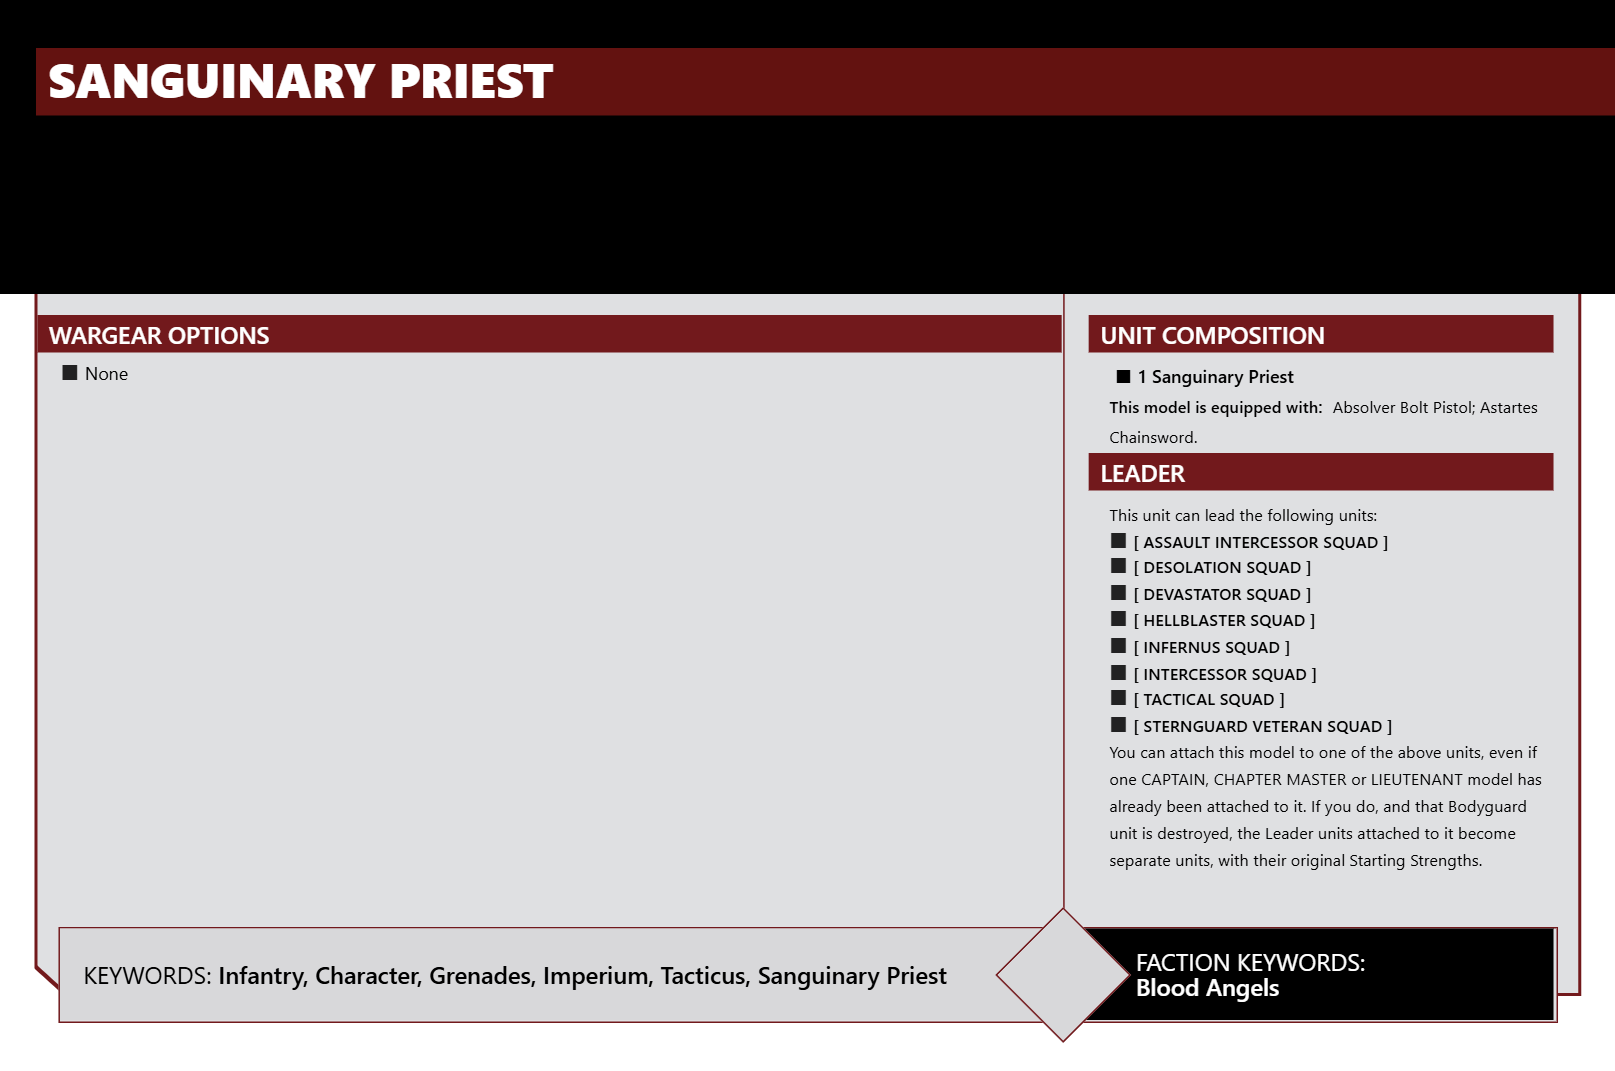 SANGUINARY PRIEST
WARGEAR OPTIONS
None
UNIT COMPOSITION
1 Sanguinary Priest
This model is equipped with: Absolver Bolt Pistol; Astartes
Chainsword.
LEADER
This unit can lead the following units:
[ ASSAULT INTERCESSOR SQUAD ]
[ DESOLATION SQUAD ]
[ DEVASTATOR SQUAD ]
[ HELLBLASTER SQUAD ]
[ INFERNUS SQUAD ]
[ INTERCESSOR SQUAD ]
[ TACTICAL SQUAD ]
[ STERNGUARD VETERAN SQUAD ]
You can attach this model to one of the above units, even if
one CAPTAIN, CHAPTER MASTER or LIEUTENANT model has
already been attached to it. If you do, and that Bodyguard
unit is destroyed, the Leader units attached to it become
separate units, with their original Starting Strengths.
KEYWORDS: Infantry, Character, Grenades, Imperium, Tacticus, Sanguinary Priest
FACTION KEYWORDS:
Blood Angels